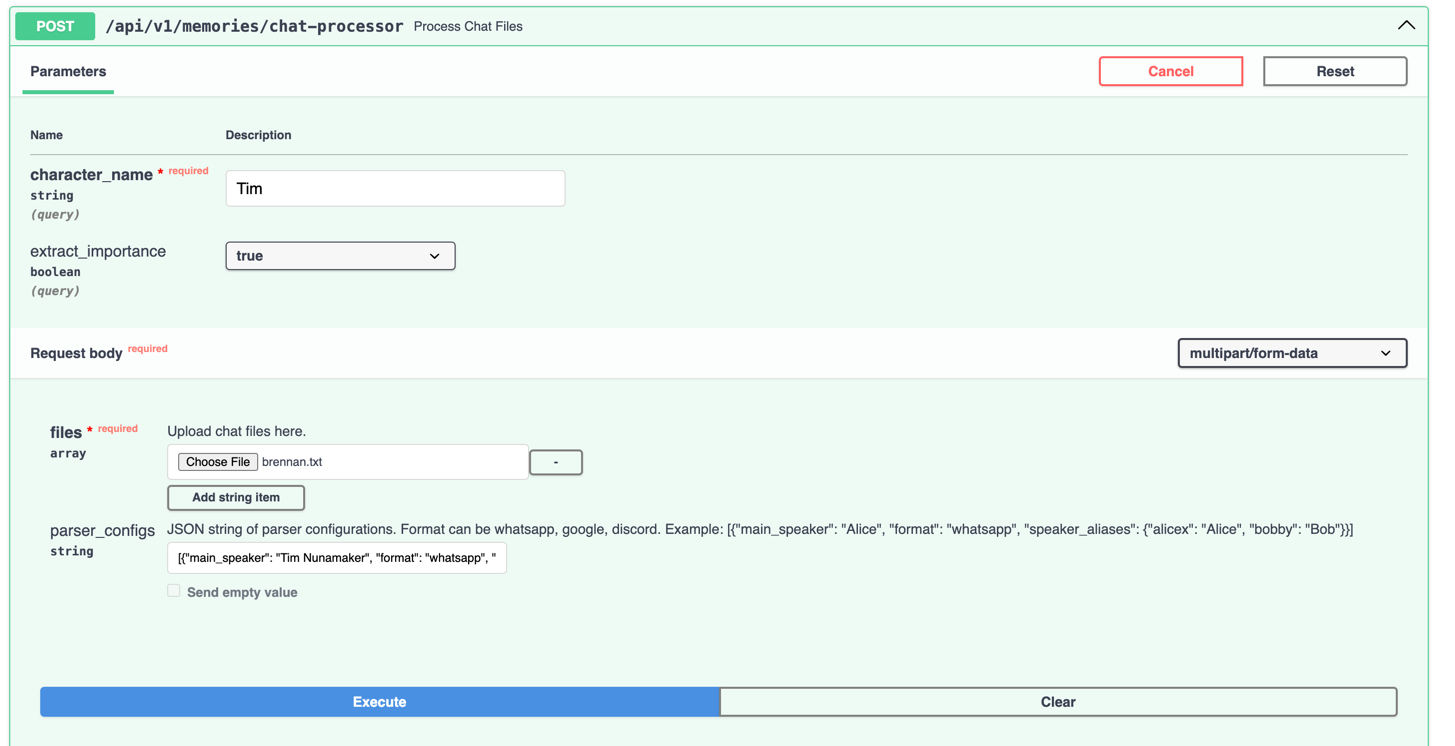 POST /api/v1/memories/chat-processor Process Chat Files
Parameters Cancel Reset
Name Description
character_name * required
string
(query)
Tim
extract_importance
boolean
(query)
true
Request body required multipart/form-data
files * required
array
Upload chat files here.
Choose File brennan.txt -
Add string item
parser_configs
string
JSON string of parser configurations. Format can be whatsapp, google, discord. Example: [{"main_speaker": "Alice", "format": "whatsapp", "speaker_aliases": {"alicex": "Alice", "bobby": "Bob"}}]
[{"main_speaker": "Tim Nunamaker", "format": "whatsapp", "
Send empty value
Execute Clear